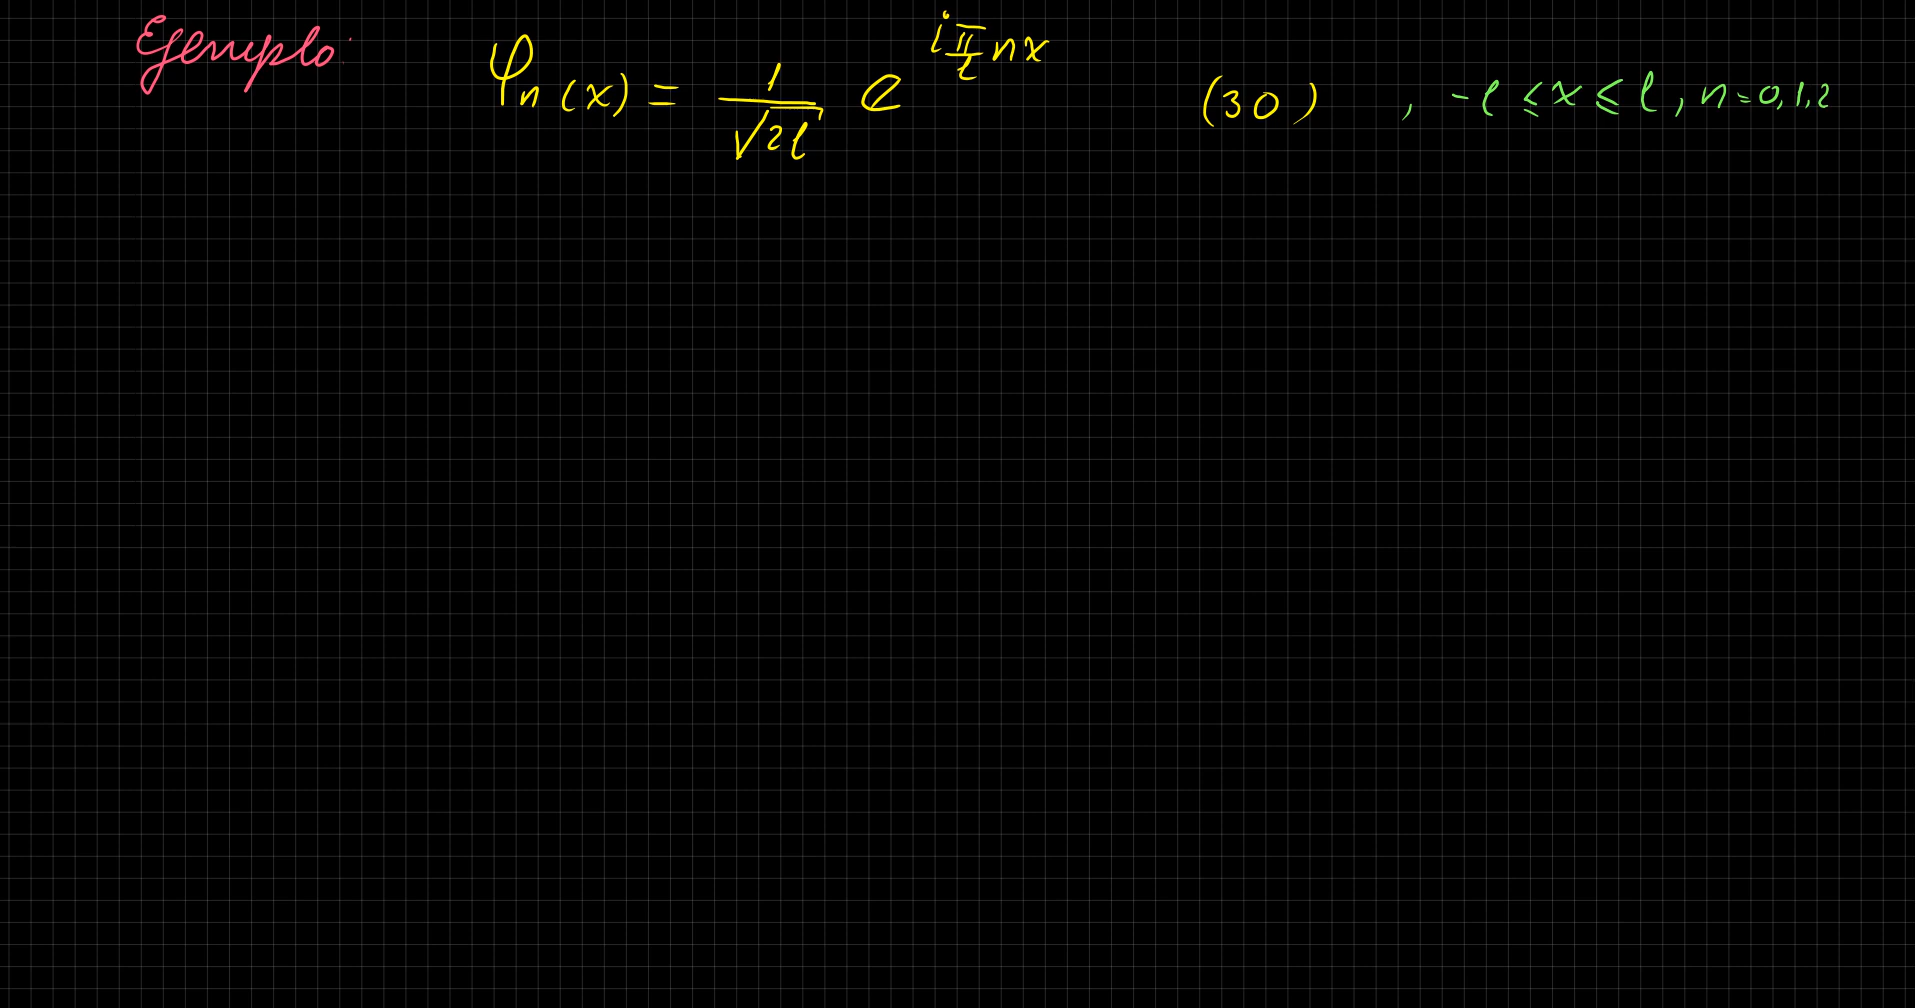 Ejemplo: φn(x) = 1/√2l e^{i π/l nx} (30) , -l ≤ x ≤ l, n=0,1,2